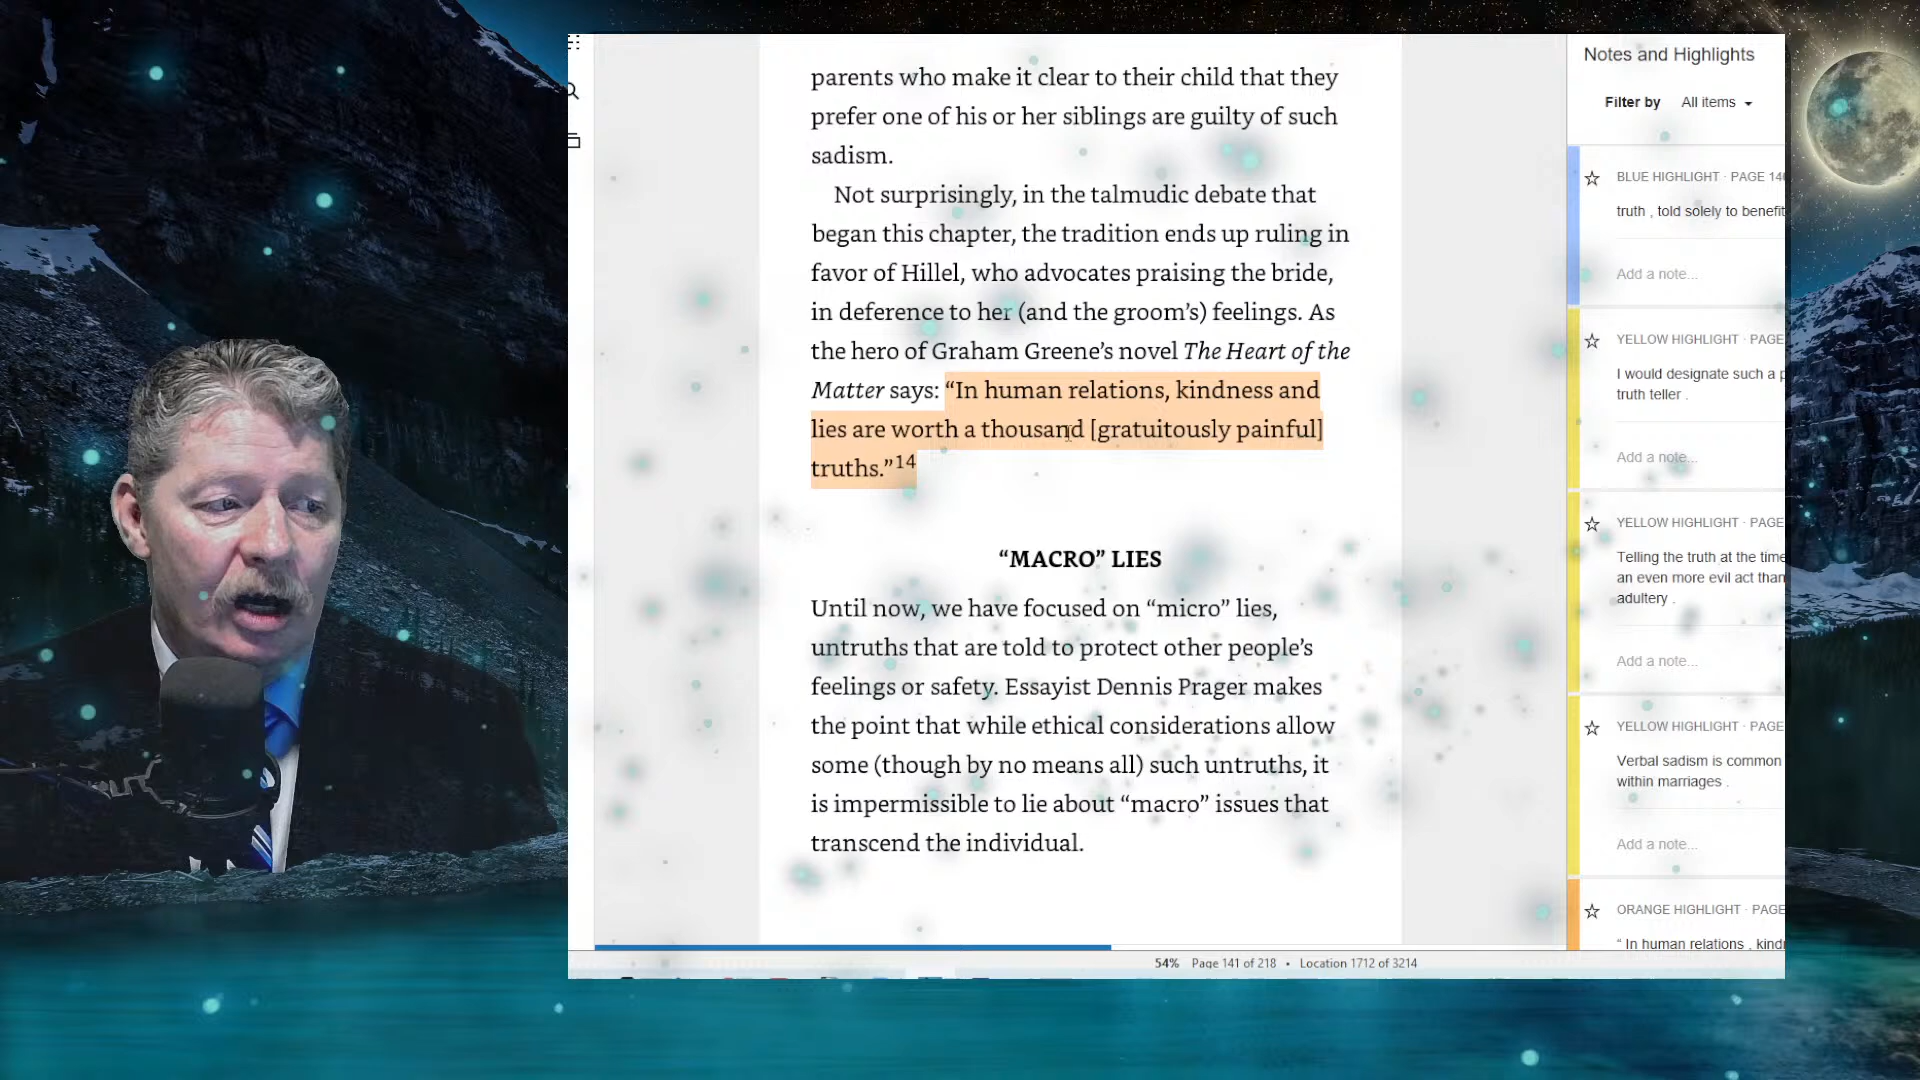 parents who make it clear to their child that they
prefer one of his or her siblings are guilty of such
sadism.
Not surprisingly, in the talmudic debate that
began this chapter, the tradition ends up ruling in
favor of Hillel, who advocates praising the bride,
in deference to her (and the groom’s) feelings. As
the hero of Graham Greene’s novel The Heart of the
Matter says: “In human relations, kindness and
lies are worth a thousand [gratuitously painful]
truths.”14
“MACRO” LIES
Until now, we have focused on “micro” lies,
untruths that are told to protect other people’s
feelings or safety. Essayist Dennis Prager makes
the point that while ethical considerations allow
some (though by no means all) such untruths, it
is impermissible to lie about “macro” issues that
transcend the individual.
54% Page 141 of 218 • Location 1712 of 3214
Notes and Highlights
Filter by All items
BLUE HIGHLIGHT · PAGE 14
truth , told solely to benefit
Add a note...
YELLOW HIGHLIGHT · PAGE
I would designate such a p
truth teller .
Add a note...
YELLOW HIGHLIGHT · PAGE
Telling the truth at the time
an even more evil act than
adultery .
Add a note...
YELLOW HIGHLIGHT · PAGE
Verbal sadism is common
within marriages .
Add a note...
ORANGE HIGHLIGHT · PAGE
“ In human relations , kind